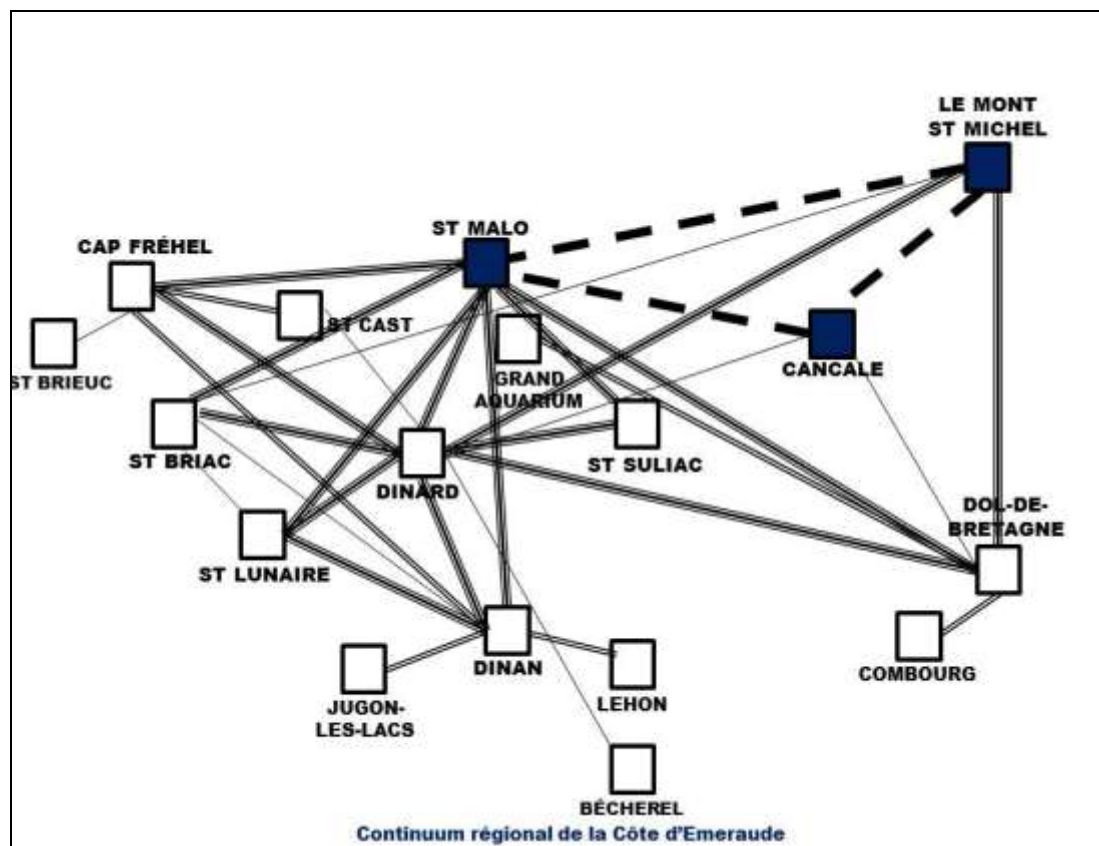 LE MONT
ST MICHEL
ST MALO
CAP FRÉHEL
ST CAST
ST BRIEUC
CANCALE
GRAND
AQUARIUM
ST BRIAC
ST SULIAC
DINARD
DOL-DE-
BRETAGNE
ST LUNAIRE
DINAN
COMBOURG
LEHON
JUGON-
LES-LACS
BÉCHEREL
Continuum régional de la Côte d'Emeraude